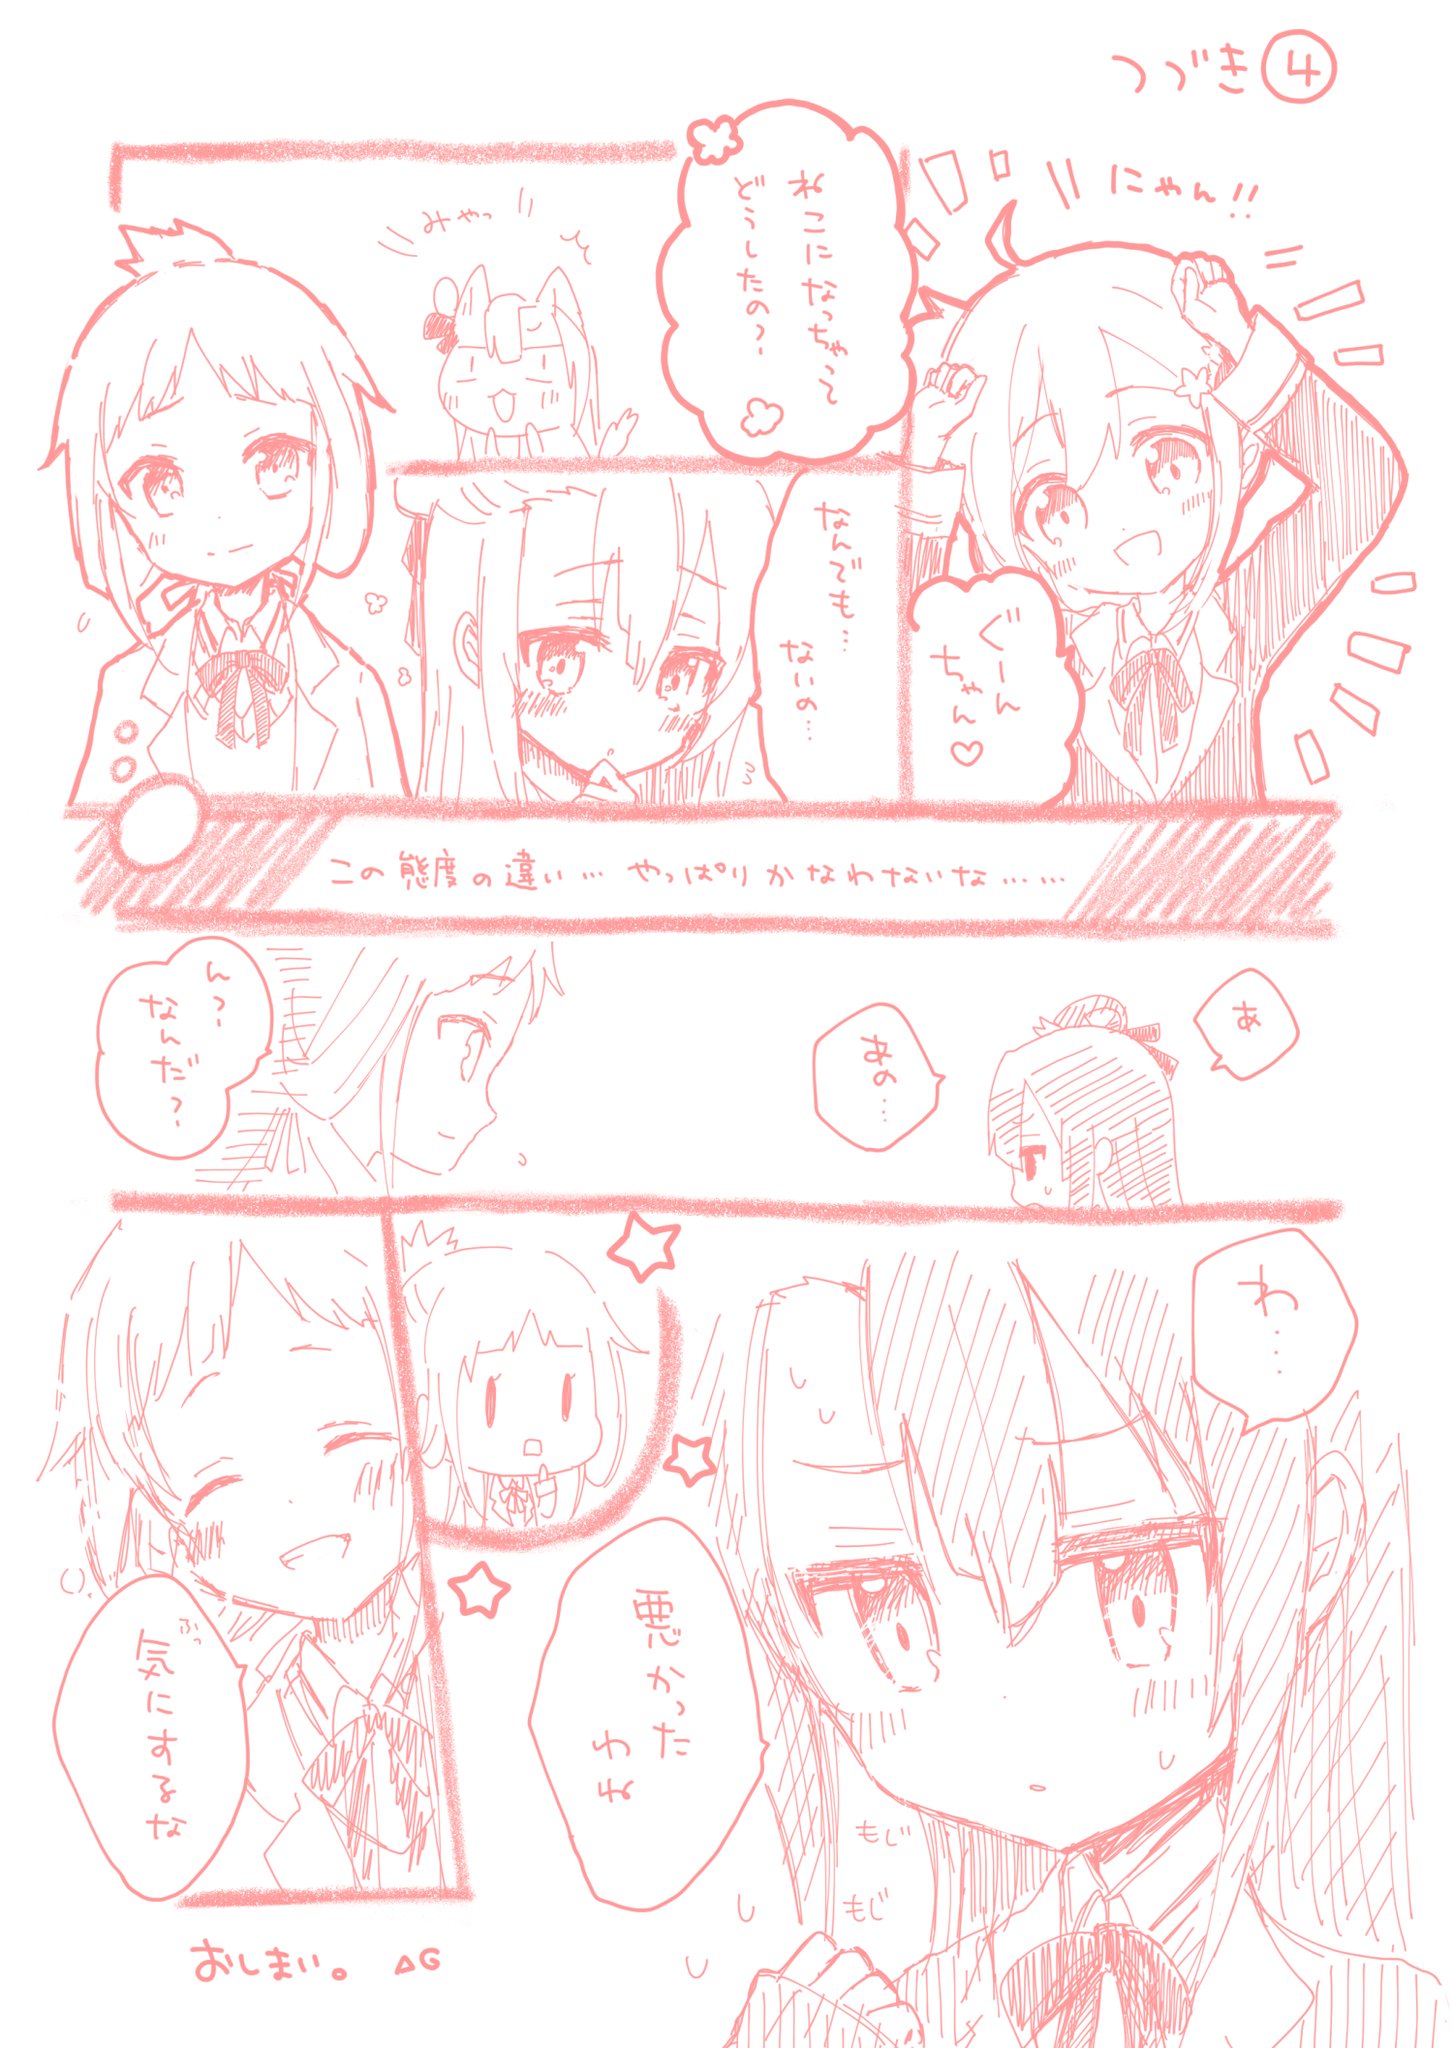 つづき④
にゃん!!
ねこになっちゃって
どうしたの?
ぐーん
ちゃん♡
みゃっ
なんでも…
ないの…
この態度の違い…やっぱりかなわないな……
あ
あの…
ん?
なんだ?
わ……
悪かった
わね
もじ
もじ
ふっ
気にするな
おしまい。 △G